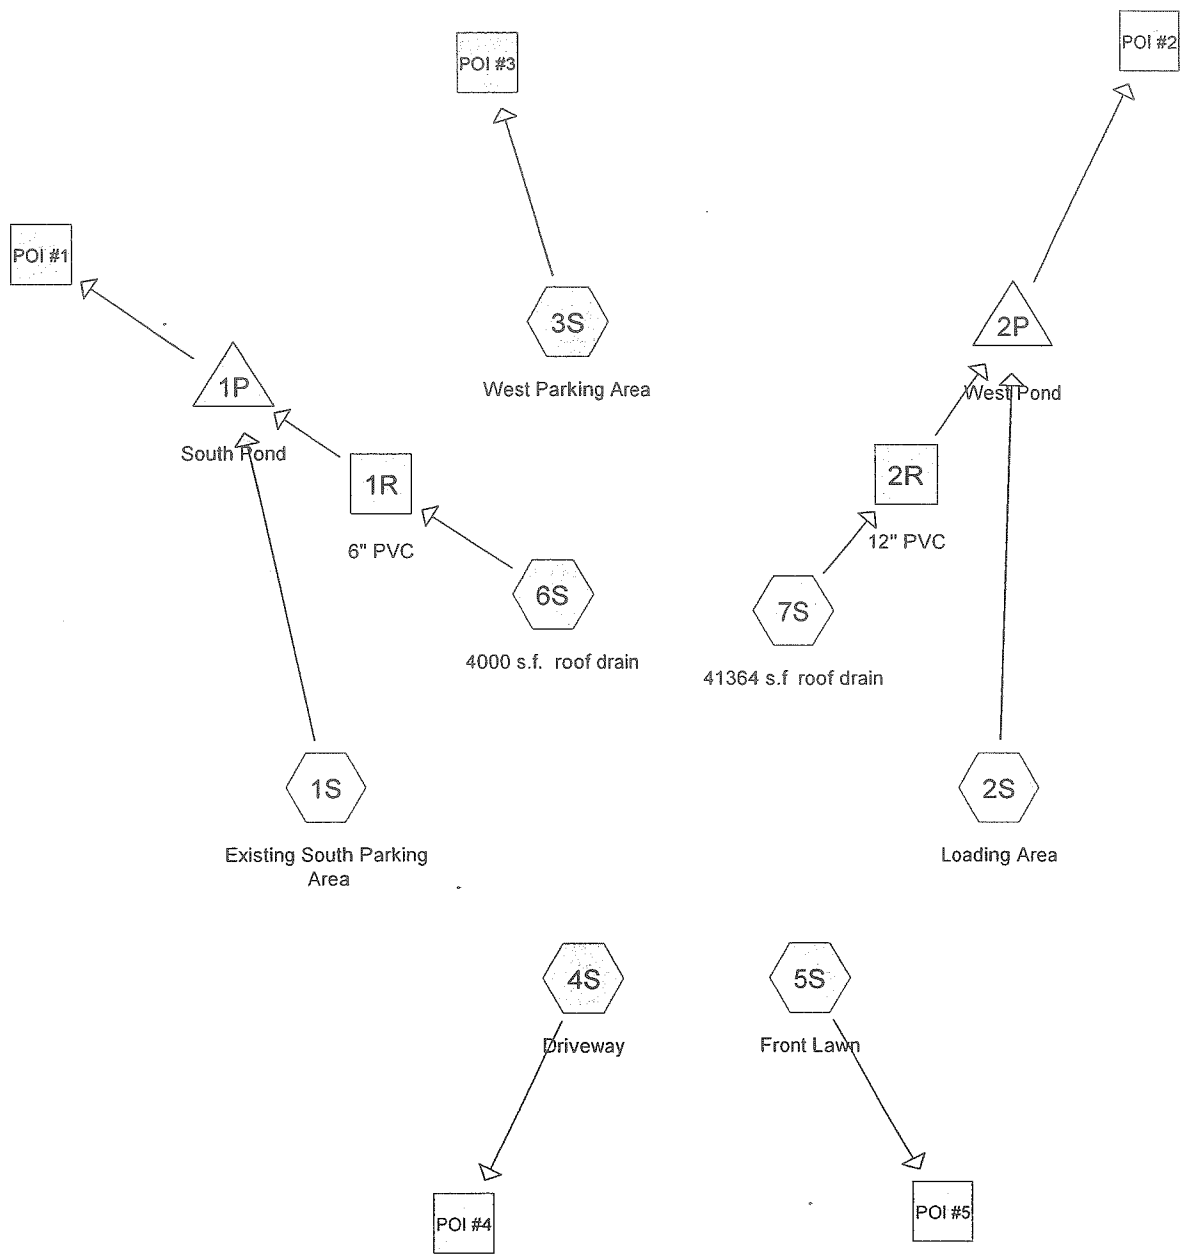 POI #2
POI #3
POI #1
3S
2P
West Parking Area
West Pond
1P
South Pond
1R
2R
6" PVC
12" PVC
6S
7S
4000 s.f.  roof drain
41364 s.f  roof drain
1S
2S
Existing South Parking
Area
Loading Area
4S
5S
Driveway
Front Lawn
POI #4
POI #5